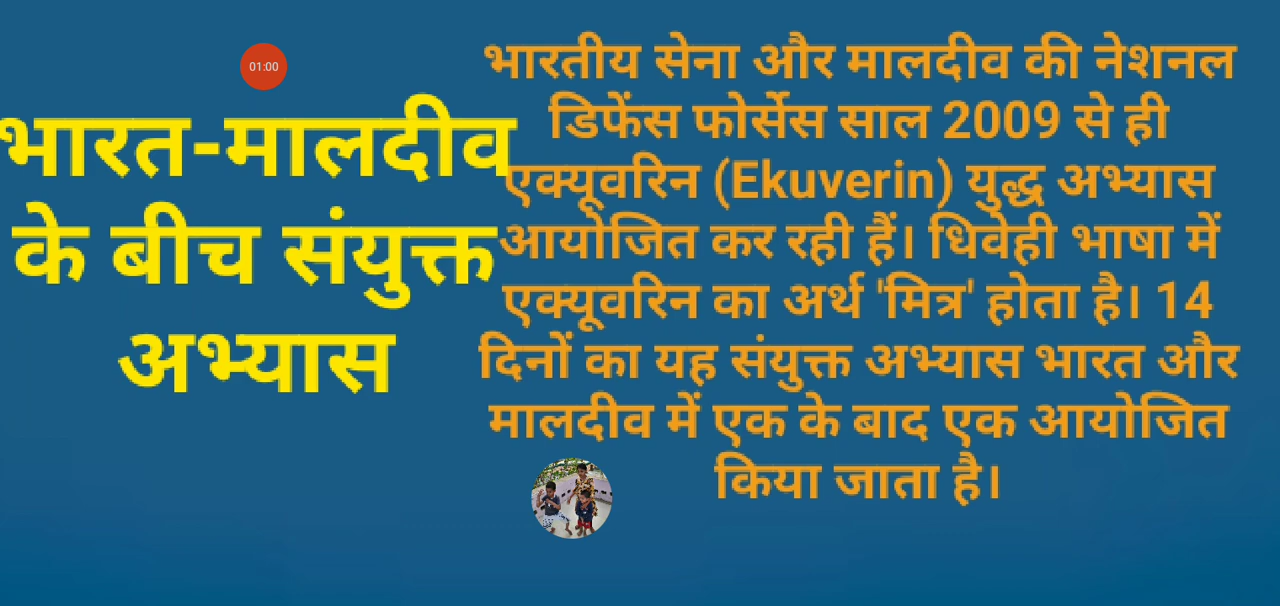 01:00
भारत-मालदीव
के बीच संयुक्त
अभ्यास
भारतीय सेना और मालदीव की नेशनल
डिफेंस फोर्सेस साल 2009 से ही
एक्यूवरिन (Ekuverin) युद्ध अभ्यास
आयोजित कर रही हैं। धिवेही भाषा में
एक्यूवरिन का अर्थ 'मित्र' होता है। 14
दिनों का यह संयुक्त अभ्यास भारत और
मालदीव में एक के बाद एक आयोजित
किया जाता है।